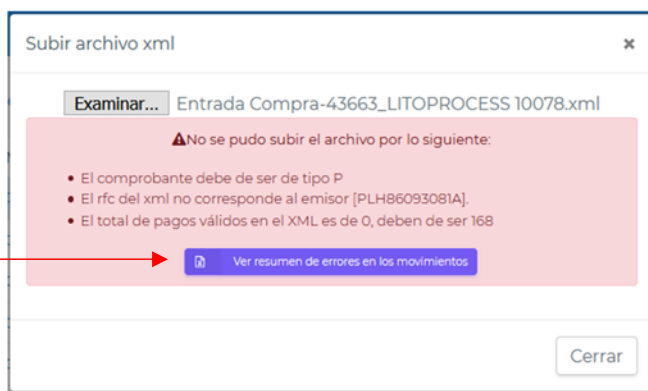 Subir archivo xml
Examinar... Entrada Compra-43663_LITOPROCESS 10078.xml
No se pudo subir el archivo por lo siguiente:
El comprobante debe de ser de tipo P
El rfc del xml no corresponde al emisor [PLH86093081A].
El total de pagos válidos en el XML es de 0, deben de ser 168
Ver resumen de errores en los movimientos
Cerrar